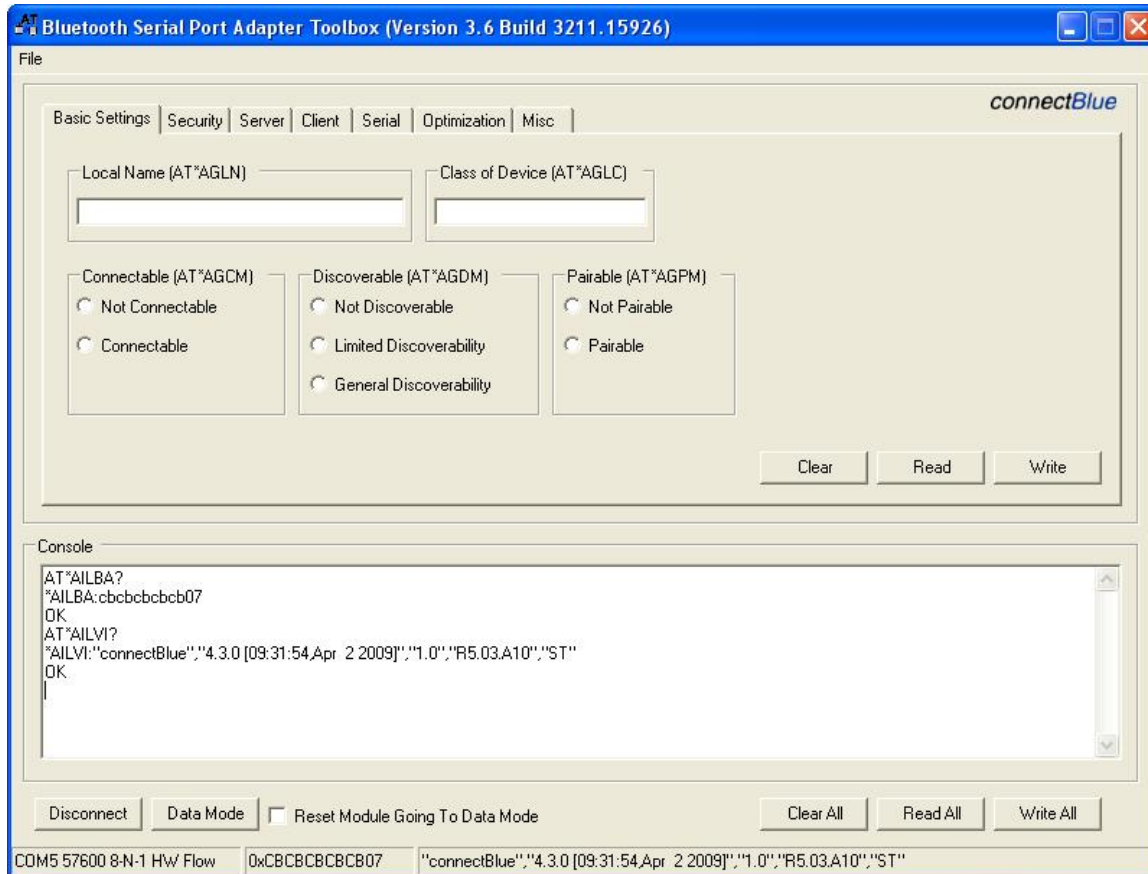 Bluetooth Serial Port Adapter Toolbox (Version 3.6 Build 3211.15926)
File
connectBlue
Basic Settings Security Server Client Serial Optimization Misc
Local Name (AT*AGLN) Class of Device (AT*AGLC)
Connectable (AT*AGCM) Discoverable (AT*AGDM) Pairable (AT*AGPM)
Not Connectable Not Discoverable Not Pairable
Connectable Limited Discoverability Pairable
General Discoverability
Clear Read Write
Console
AT*AILBA?
*AILBA:cbcbcbcbcb07
OK
AT*AILVI?
*AILVI:"connectBlue","4.3.0 [09:31:54,Apr  2 2009]","1.0","R5.03.A10","ST"
OK
Disconnect Data Mode Reset Module Going To Data Mode Clear All Read All Write All
COM5 57600 8-N-1 HW Flow 0xCBCBCBCBCB07 "connectBlue","4.3.0 [09:31:54,Apr  2 2009]","1.0","R5.03.A10","ST"